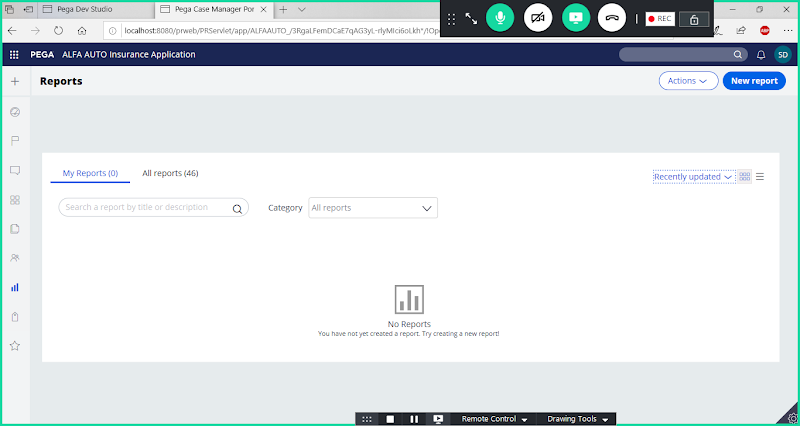 Pega Dev Studio
Pega Case Manager Por
REC
localhost:8080/prweb/PRServlet/app/ALFAAUTO_/3RgaLFemDCaE7qAG3yL-rlyMIci6oLkh*/!Op
ABP
PEGA ALFA AUTO Insurance Application
SD
Reports
Actions
New report
My Reports (0)
All reports (46)
Recently updated
Search a report by title or description
Category
All reports
No Reports
You have not yet created a report. Try creating a new report!
Remote Control
Drawing Tools